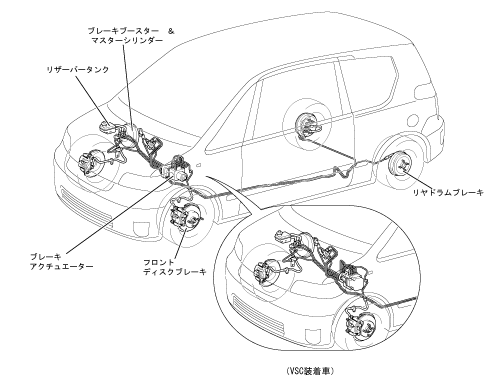 ブレーキブースター ＆
マスターシリンダー
リザーバータンク
リヤドラムブレーキ
ブレーキ
アクチュエーター
フロント
ディスクブレーキ
（VSC装着車）